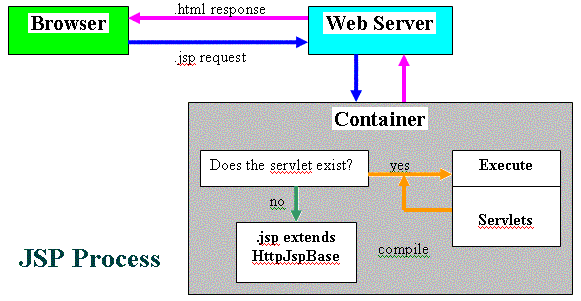 .html response
Browser
Web Server
.jsp request
Container
Does the servlet exist?
yes
Execute
no
Servlets
.jsp extends
HttpJspBase
compile
JSP Process